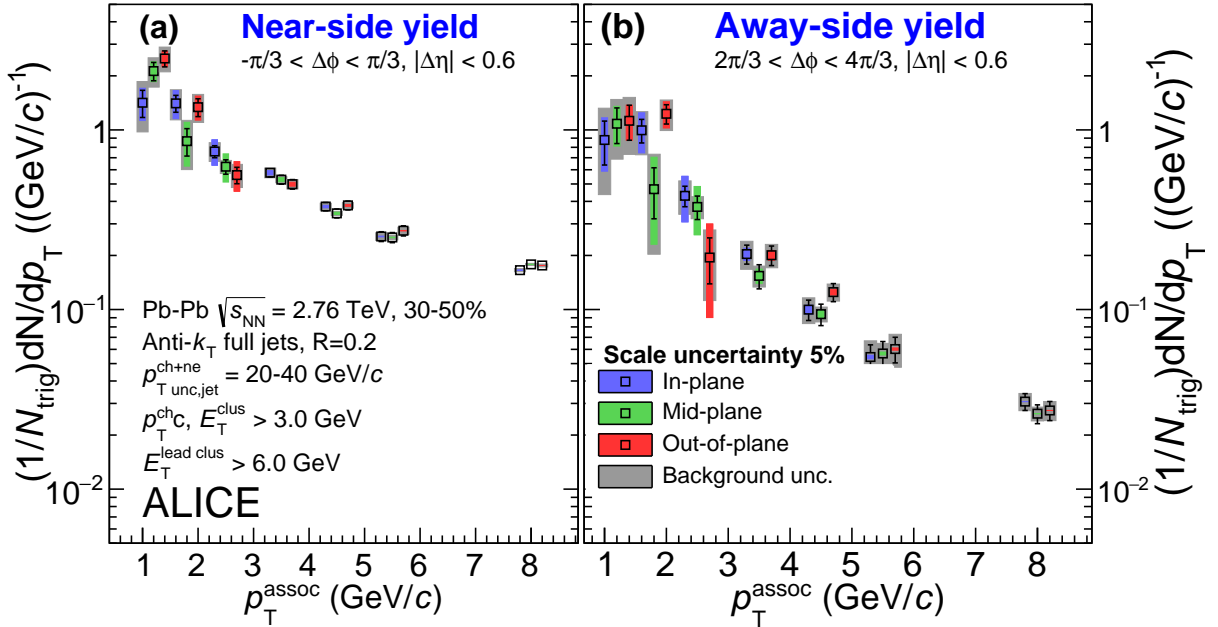 (a) Near-side yield
-π/3 < Δϕ < π/3, |Δη| < 0.6
(1/N_trig)dN/dp_T ((GeV/c)^-1)
1
10^-1
10^-2
Pb-Pb √s_NN = 2.76 TeV, 30-50%
Anti-k_T full jets, R=0.2
p_T unc,jet^ch+ne = 20-40 GeV/c
p_T^ch c, E_T^clus > 3.0 GeV
E_T^lead clus > 6.0 GeV
ALICE
1 2 3 4 5 6 7 8
p_T^assoc (GeV/c)
(b) Away-side yield
2π/3 < Δϕ < 4π/3, |Δη| < 0.6
Scale uncertainty 5%
In-plane
Mid-plane
Out-of-plane
Background unc.
1
10^-1
10^-2
(1/N_trig)dN/dp_T ((GeV/c)^-1)
1 2 3 4 5 6 7 8
p_T^assoc (GeV/c)